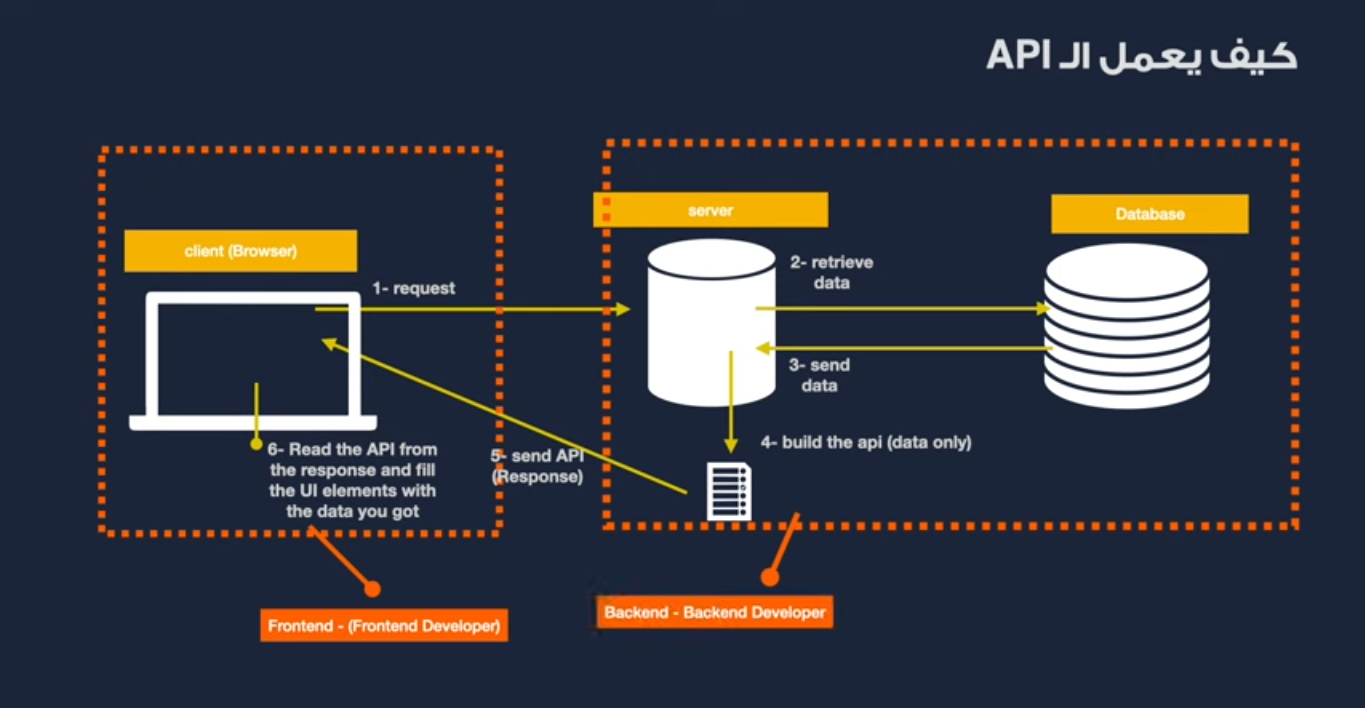 كيف يعمل الـ API
client (Browser)
1- request
server
2- retrieve
data
Database
3- send
data
4- build the api (data only)
5- send API
(Response)
6- Read the API from
the response and fill
the UI elements with
the data you got
Frontend - (Frontend Developer)
Backend - Backend Developer